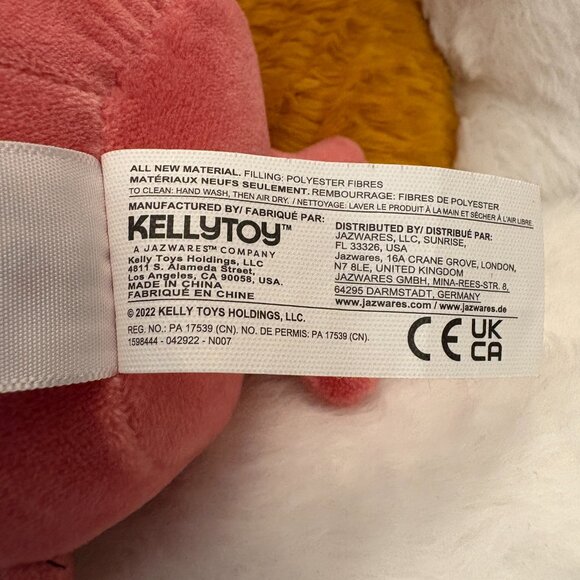 ALL NEW MATERIAL. FILLING: POLYESTER FIBRES
MATÉRIAUX NEUFS SEULEMENT. REMBOURRAGE: FIBRES DE POLYESTER
TO CLEAN: HAND WASH, THEN AIR DRY. / NETTOYAGE: LAVER LE PRODUIT À LA MAIN ET SÉCHER À L'AIR LIBRE.
MANUFACTURED BY/ FABRIQUÉ PAR:
KELLYTOY™
A JAZWARES™ COMPANY
Kelly Toys Holdings, LLC
4811 S. Alameda Street,
Los Angeles, CA 90058, USA.
MADE IN CHINA
FABRIQUÉ EN CHINE
DISTRIBUTED BY/ DISTRIBUÉ PAR:
JAZWARES, LLC, SUNRISE,
FL 33326, USA
Jazwares, 16A CRANE GROVE, LONDON,
N7 8LE, UNITED KINGDOM
JAZWARES GMBH, MINA-REES-STR. 8,
64295 DARMSTADT, GERMANY
www.jazwares.com / www.jazwares.de
© 2022 KELLY TOYS HOLDINGS, LLC.
REG. NO.: PA 17539 (CN). NO. DE PERMIS: PA 17539 (CN).
1598444 - 042922 - N007
CE UK
CA